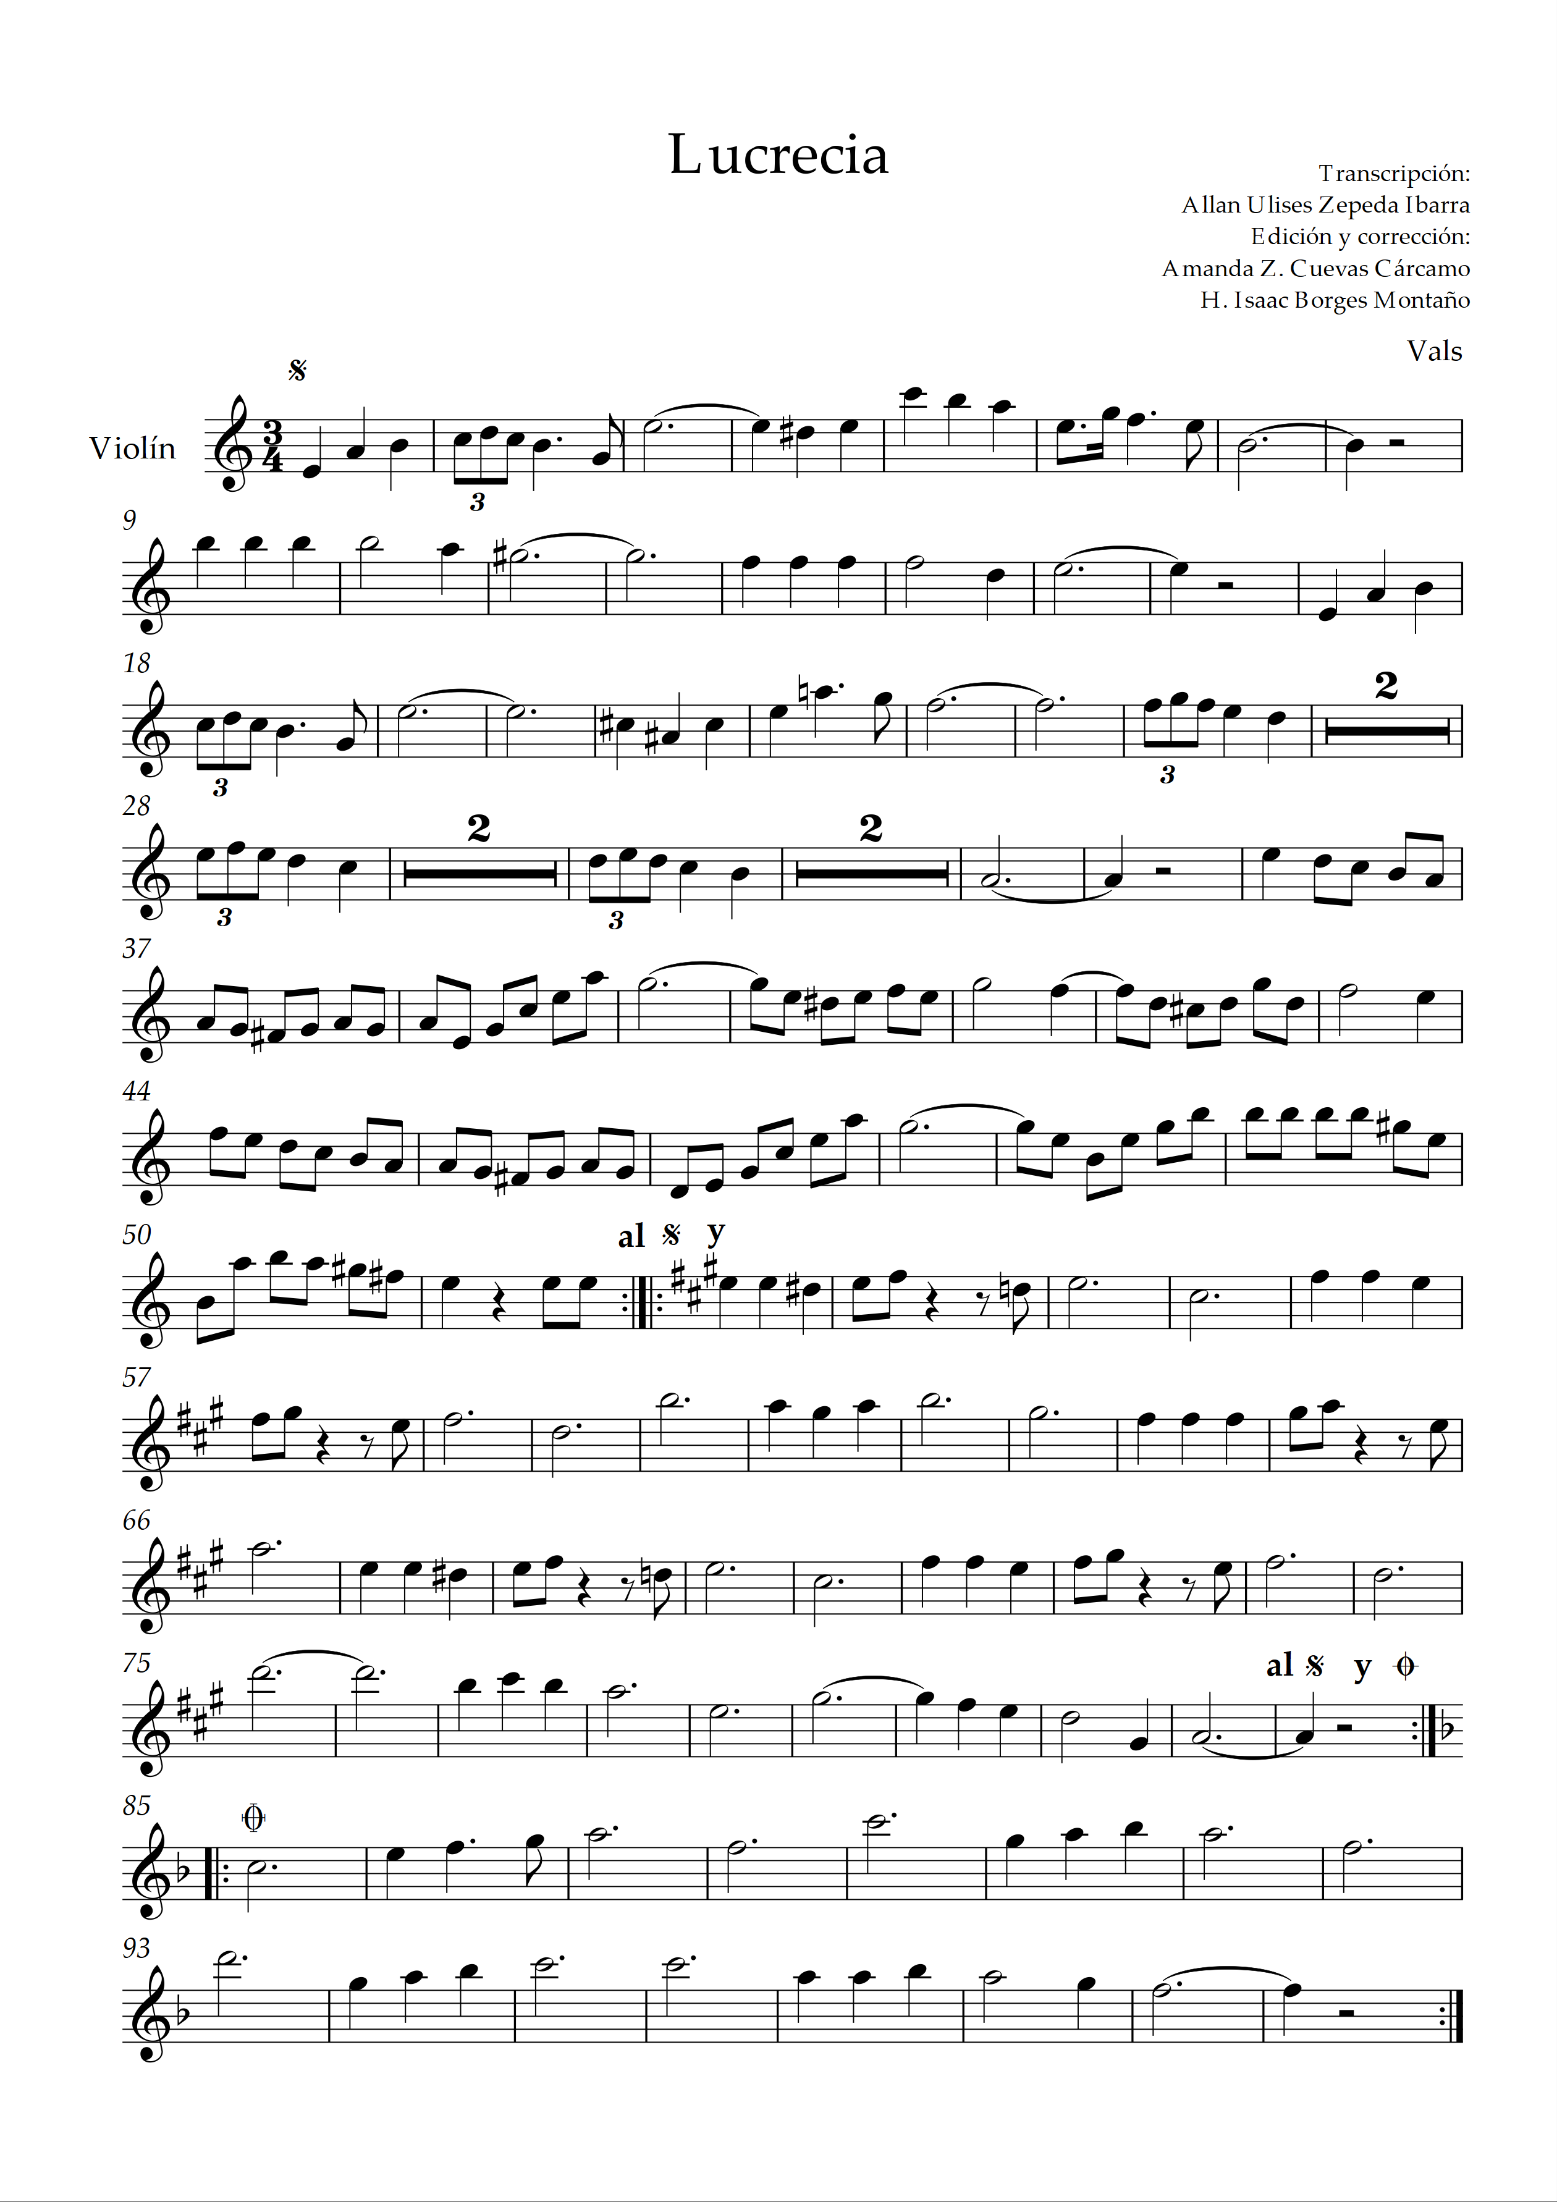 Lucrecia
Transcripción:
Allan Ulises Zepeda Ibarra
Edición y corrección:
Amanda Z. Cuevas Cárcamo
H. Isaac Borges Montaño
Vals
Violín
3
4
3
9
18
3
3
2
28
3
2
3
2
37
44
50
al y
57
66
75
al y
85
93